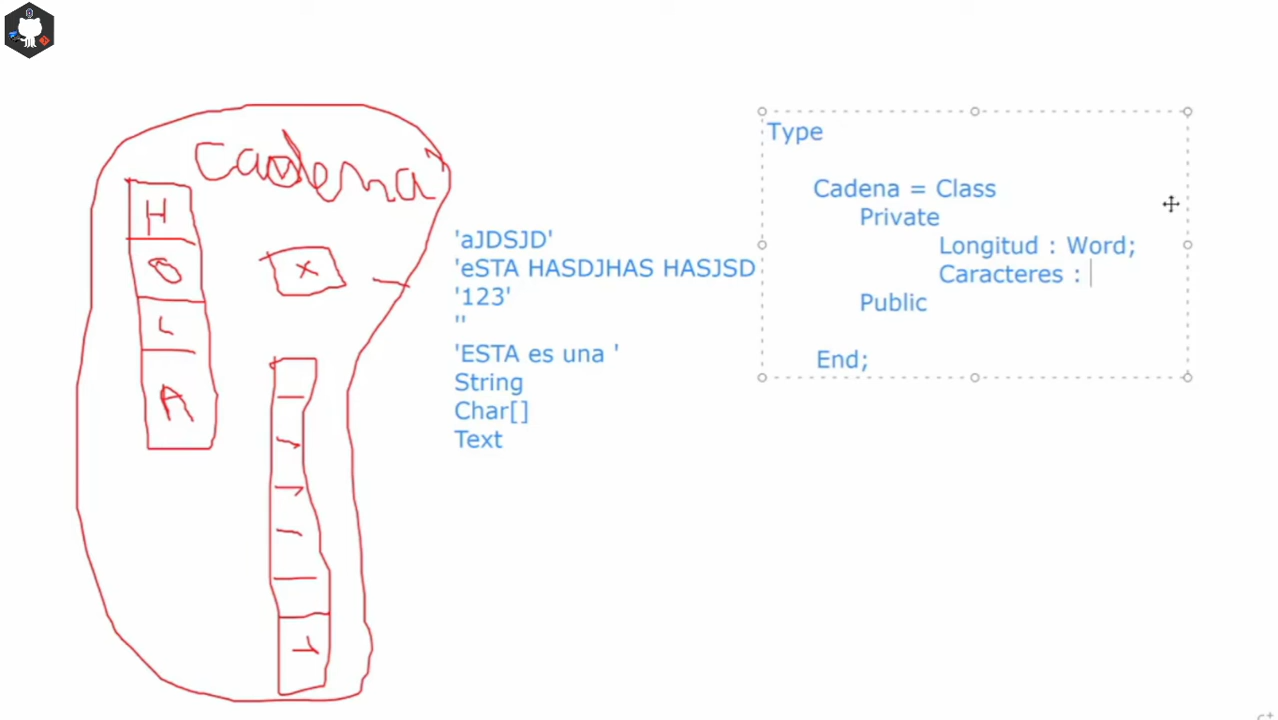 cadena
H
O
L
A
X
'aJDSJD'
'eSTA HASDJHAS HASJSD
'123'
''
'ESTA es una '
String
Char[]
Text
Type
Cadena = Class
Private
Longitud : Word;
Caracteres :
Public
End;